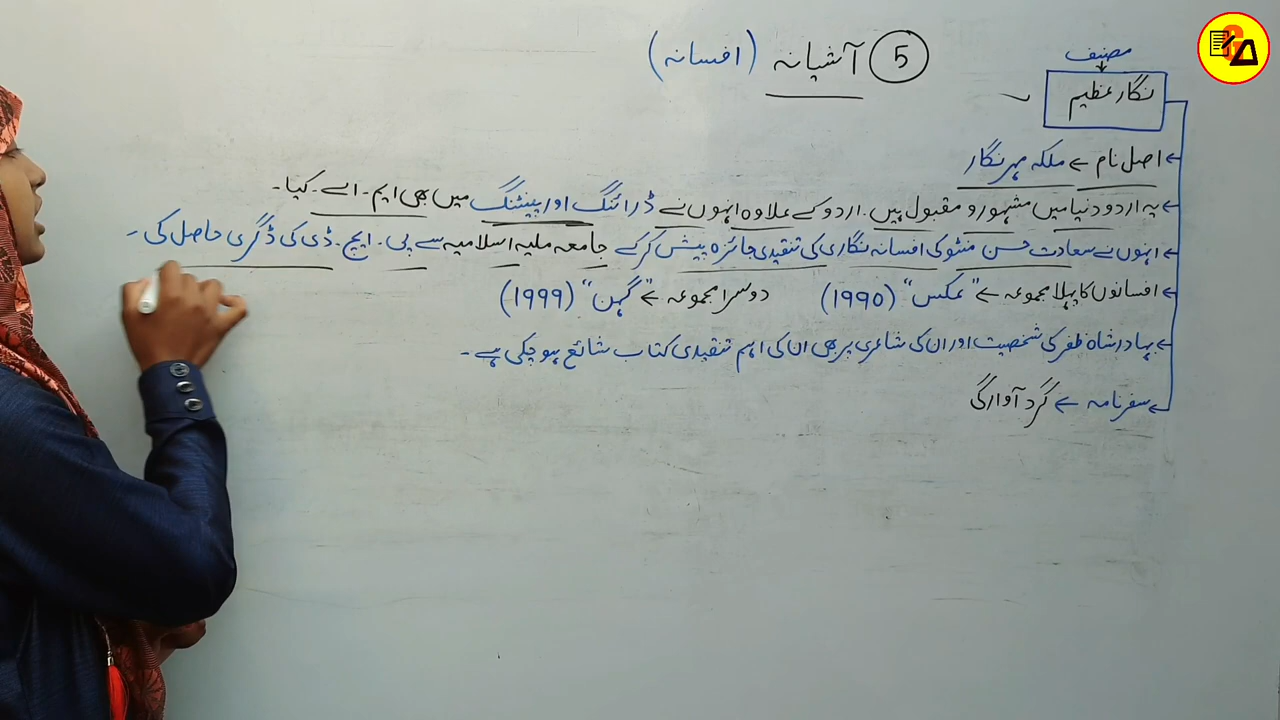 5 آشیانہ (افسانہ)
مصنف
نگار عظیم
اصل نام ← ملکہ مہر نگار
یہ اردو دنیا میں مشہور و مقبول ہیں. اردو کے علاوہ انہوں نے ڈرائنگ اور پینٹنگ میں بھی ایم۔ اے۔ کیا۔
انہوں نے سعادت حسن منٹو کی افسانہ نگاری کی تنقیدی جائزہ پیش کرکے جامعہ ملیہ اسلامیہ سے پی۔ ایچ۔ ڈی کی ڈگری حاصل کی۔
افسانوں کا پہلا مجموعہ ← "عکس" (1990) دوسرا مجموعہ ← "گہن" (1999)
بہادر شاہ ظفر کی شخصیت اور ان کی شاعری پر بھی ان کی اہم تنقیدی کتاب شائع ہو چکی ہے۔
سفرنامہ ← گرد آوارگی